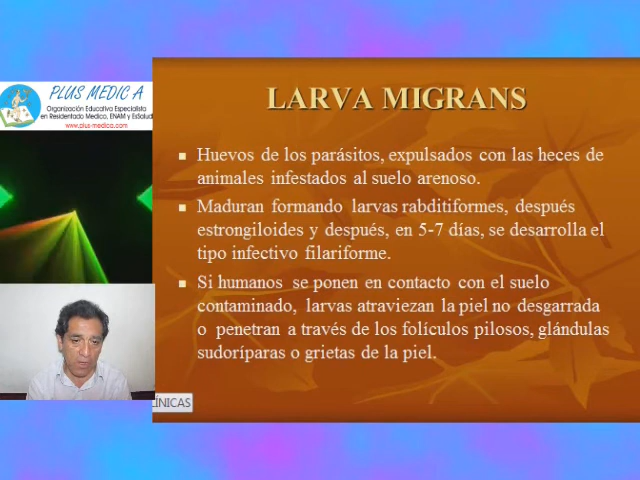 PLUS MEDIC A
Organización Educativa Especialista
en Residentado Medico, ENAM y EsSalud
www.plus-medica.com
LARVA MIGRANS
Huevos de los parásitos, expulsados con las heces de
animales infestados al suelo arenoso.
Maduran formando larvas rabditiformes, después
estrongiloides y después, en 5-7 días, se desarrolla el
tipo infectivo filariforme.
Si humanos se ponen en contacto con el suelo
contaminado, larvas atraviezan la piel no desgarrada
o penetran a través de los folículos pilosos, glándulas
sudoríparas o grietas de la piel.
ÍNICAS